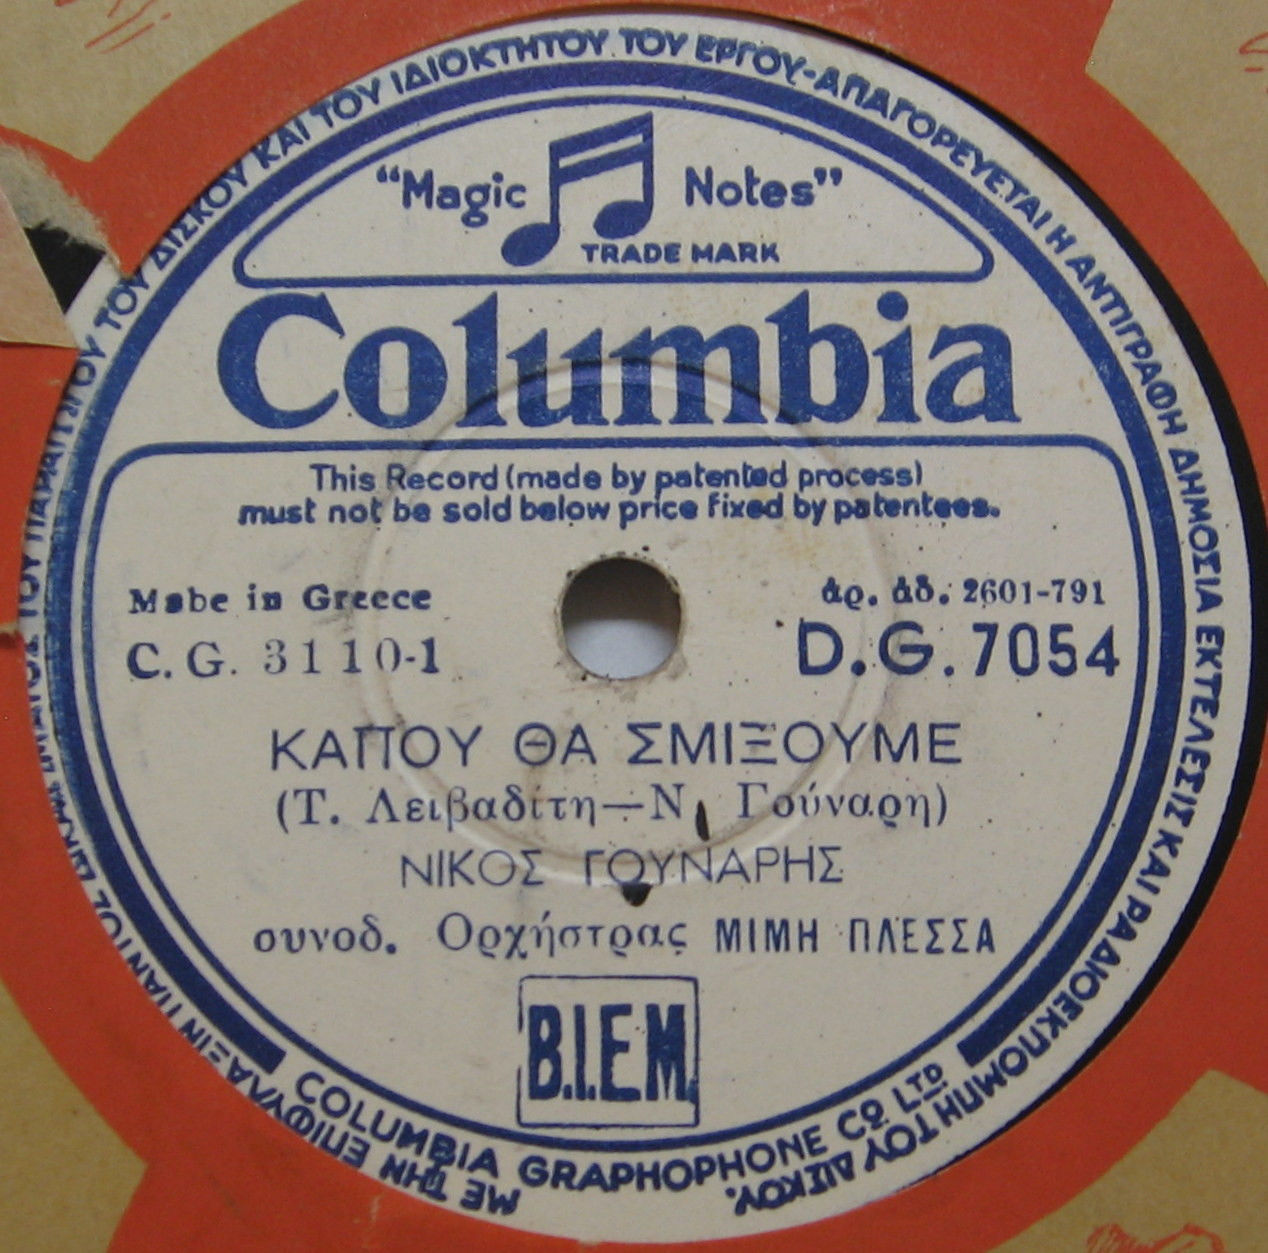 ΜΕ ΤΗΝ ΕΠΙΦΥΛΑΞΙΝ ΠΑΝΤΟΣ ΤΟΥ ΤΟΥ ΔΙΣΚΟΥ ΚΑΙ ΤΟΥ ΙΔΙΟΚΤΗΤΟΥ ΤΟΥ ΕΡΓΟΥ-ΑΠΑΓΟΡΕΥΕΤΑΙ Η ΑΝΤΙΓΡΑΦΗ ΔΗΜΟΣΙΑ ΕΚΤΕΛΕΣΙΣ ΚΑΙ ΡΑΔΙΟΕΚΠΟΜΠΗ ΤΟΥ ΔΙΣΚΟΥ.
"Magic Notes"
TRADE MARK
Columbia
This Record (made by patented process)
must not be sold below price fixed by patentees.
Mabe in Greece ἀρ. ἀδ. 2601-791
C.G. 3110-1 D.G. 7054
ΚΑΠΟΥ ΘΑ ΣΜΙΞΟΥΜΕ
(Τ. Λειβαδίτη—Ν. Γούναρη)
ΝΙΚΟΣ ΓΟΥΝΑΡΗΣ
συνοδ. Ορχήστρας ΜΙΜΗ ΠΛΕΣΣΑ
B.I.E.M.
COLUMBIA GRAPHOPHONE Co LTD